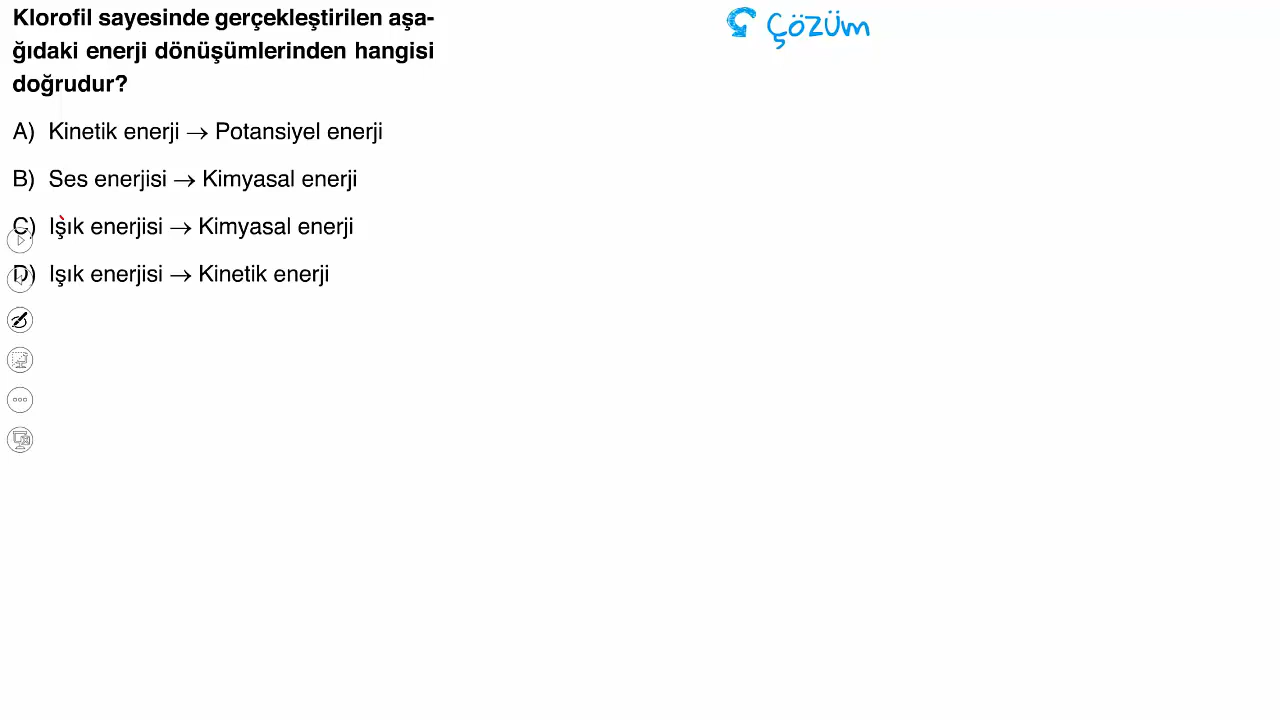 Klorofil sayesinde gerçekleştirilen aşa-
ğıdaki enerji dönüşümlerinden hangisi
doğrudur?
A) Kinetik enerji → Potansiyel enerji
B) Ses enerjisi → Kimyasal enerji
C) Işık enerjisi → Kimyasal enerji
D) Işık enerjisi → Kinetik enerji
Çözüm